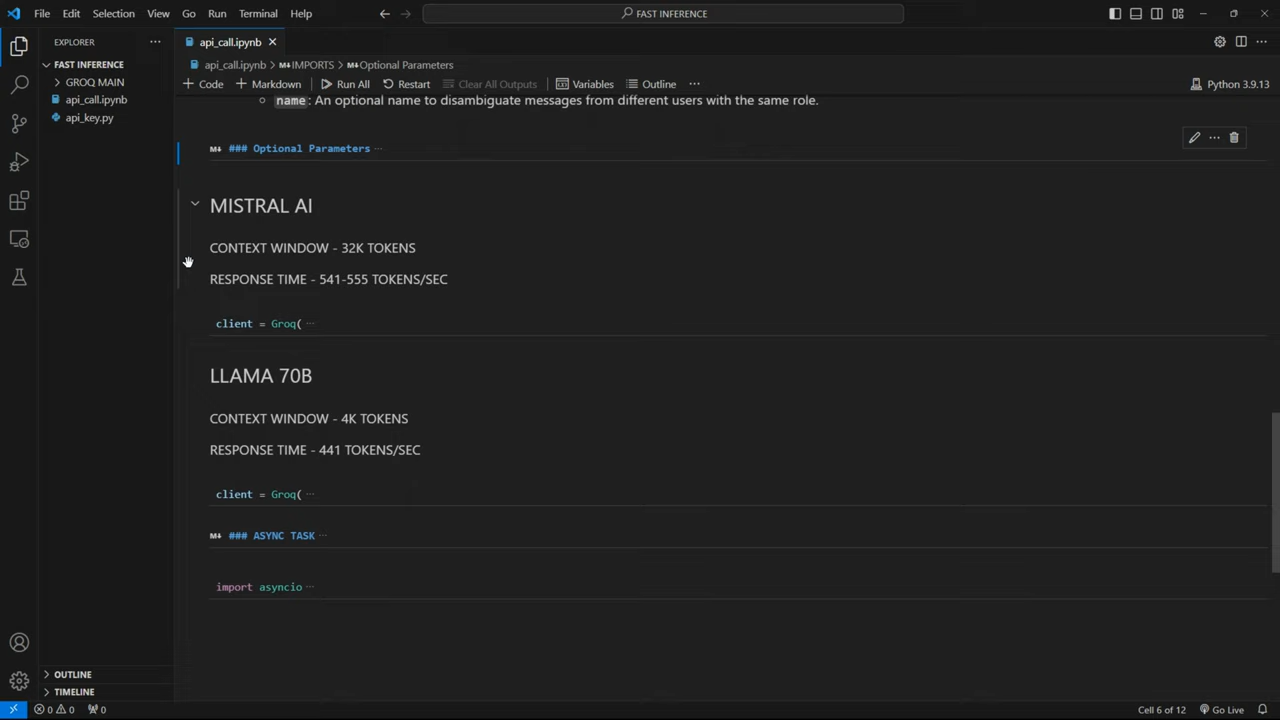 File Edit Selection View Go Run Terminal Help
FAST INFERENCE
EXPLORER ···
api_call.ipynb
FAST INFERENCE
GROQ MAIN
api_call.ipynb
api_key.py
api_call.ipynb > IMPORTS > Optional Parameters
+ Code + Markdown Run All Restart Clear All Outputs Variables Outline ···
Python 3.9.13
name: An optional name to disambiguate messages from different users with the same role.
### Optional Parameters ···
MISTRAL AI
CONTEXT WINDOW - 32K TOKENS
RESPONSE TIME - 541-555 TOKENS/SEC
client = Groq( ···
LLAMA 70B
CONTEXT WINDOW - 4K TOKENS
RESPONSE TIME - 441 TOKENS/SEC
client = Groq( ···
### ASYNC TASK ···
import asyncio ···
OUTLINE
TIMELINE
0 0 0
Cell 6 of 12 Go Live